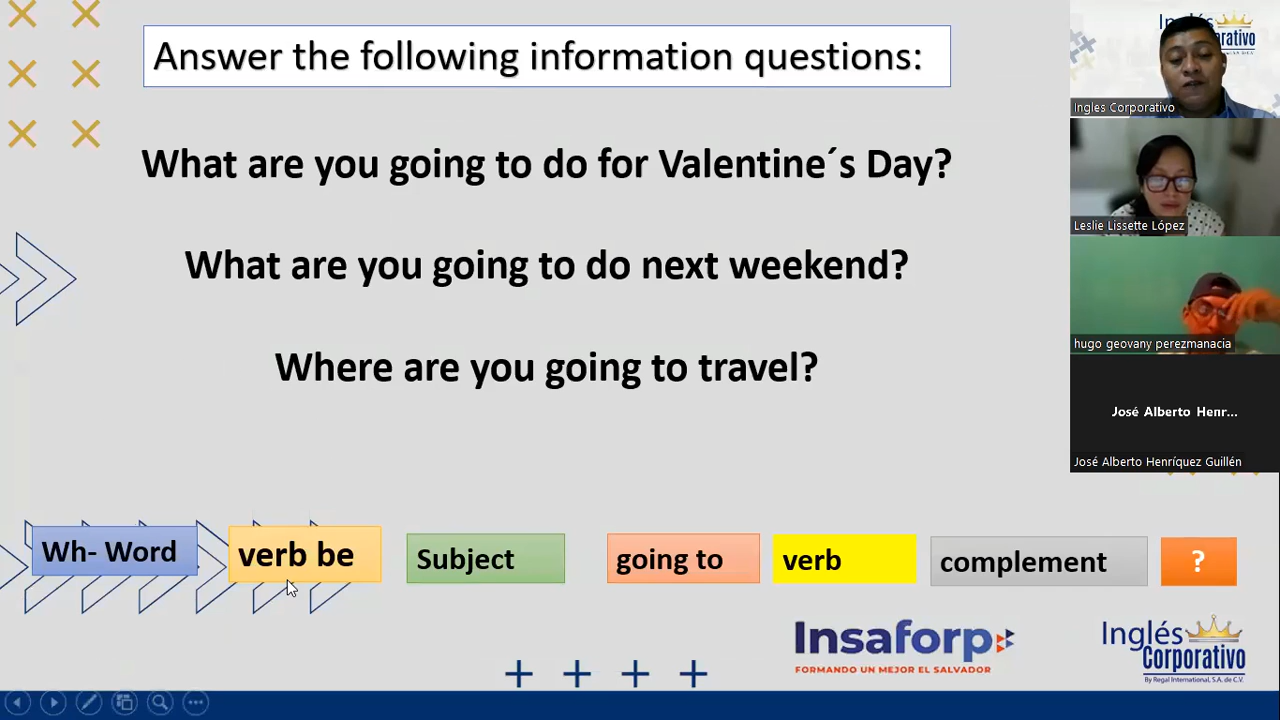 Answer the following information questions:
What are you going to do for Valentine´s Day?
What are you going to do next weekend?
Where are you going to travel?
Wh- Word
verb be
Subject
going to
verb
complement
?
Insaforp
FORMANDO UN MEJOR EL SALVADOR
Inglés
Corporativo
By Regal International, S.A. de C.V.
Inglés
Corporativo
Ingles Corporativo
Leslie Lissette López
hugo geovany perezmanacia
José Alberto Henr...
José Alberto Henríquez Guillén